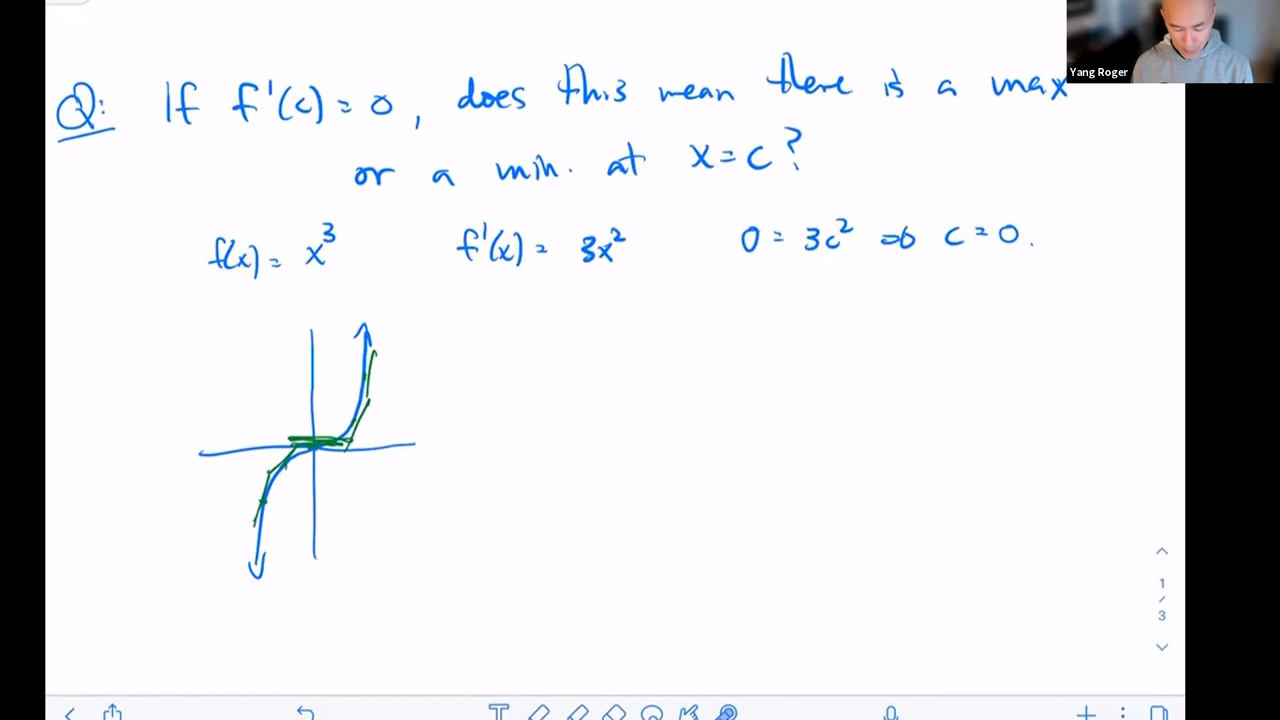 Yang Roger
Q: If f'(c) = 0, does this mean there is a max
or a min. at x = c?
f(x) = x³ f'(x) = 3x² 0 = 3c² ⇒ c = 0.
1
/
3